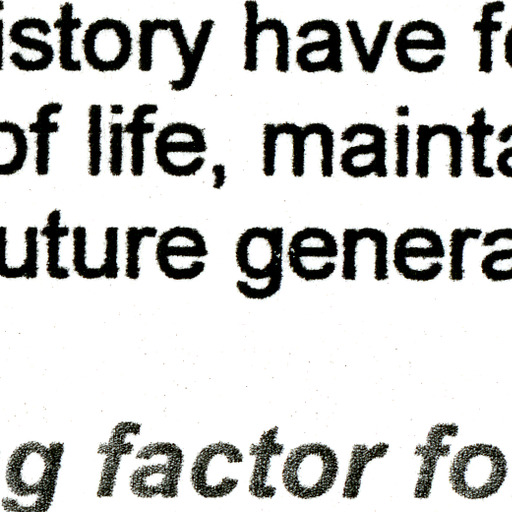 istory have fo
of life, mainta
uture genera
g factor fo